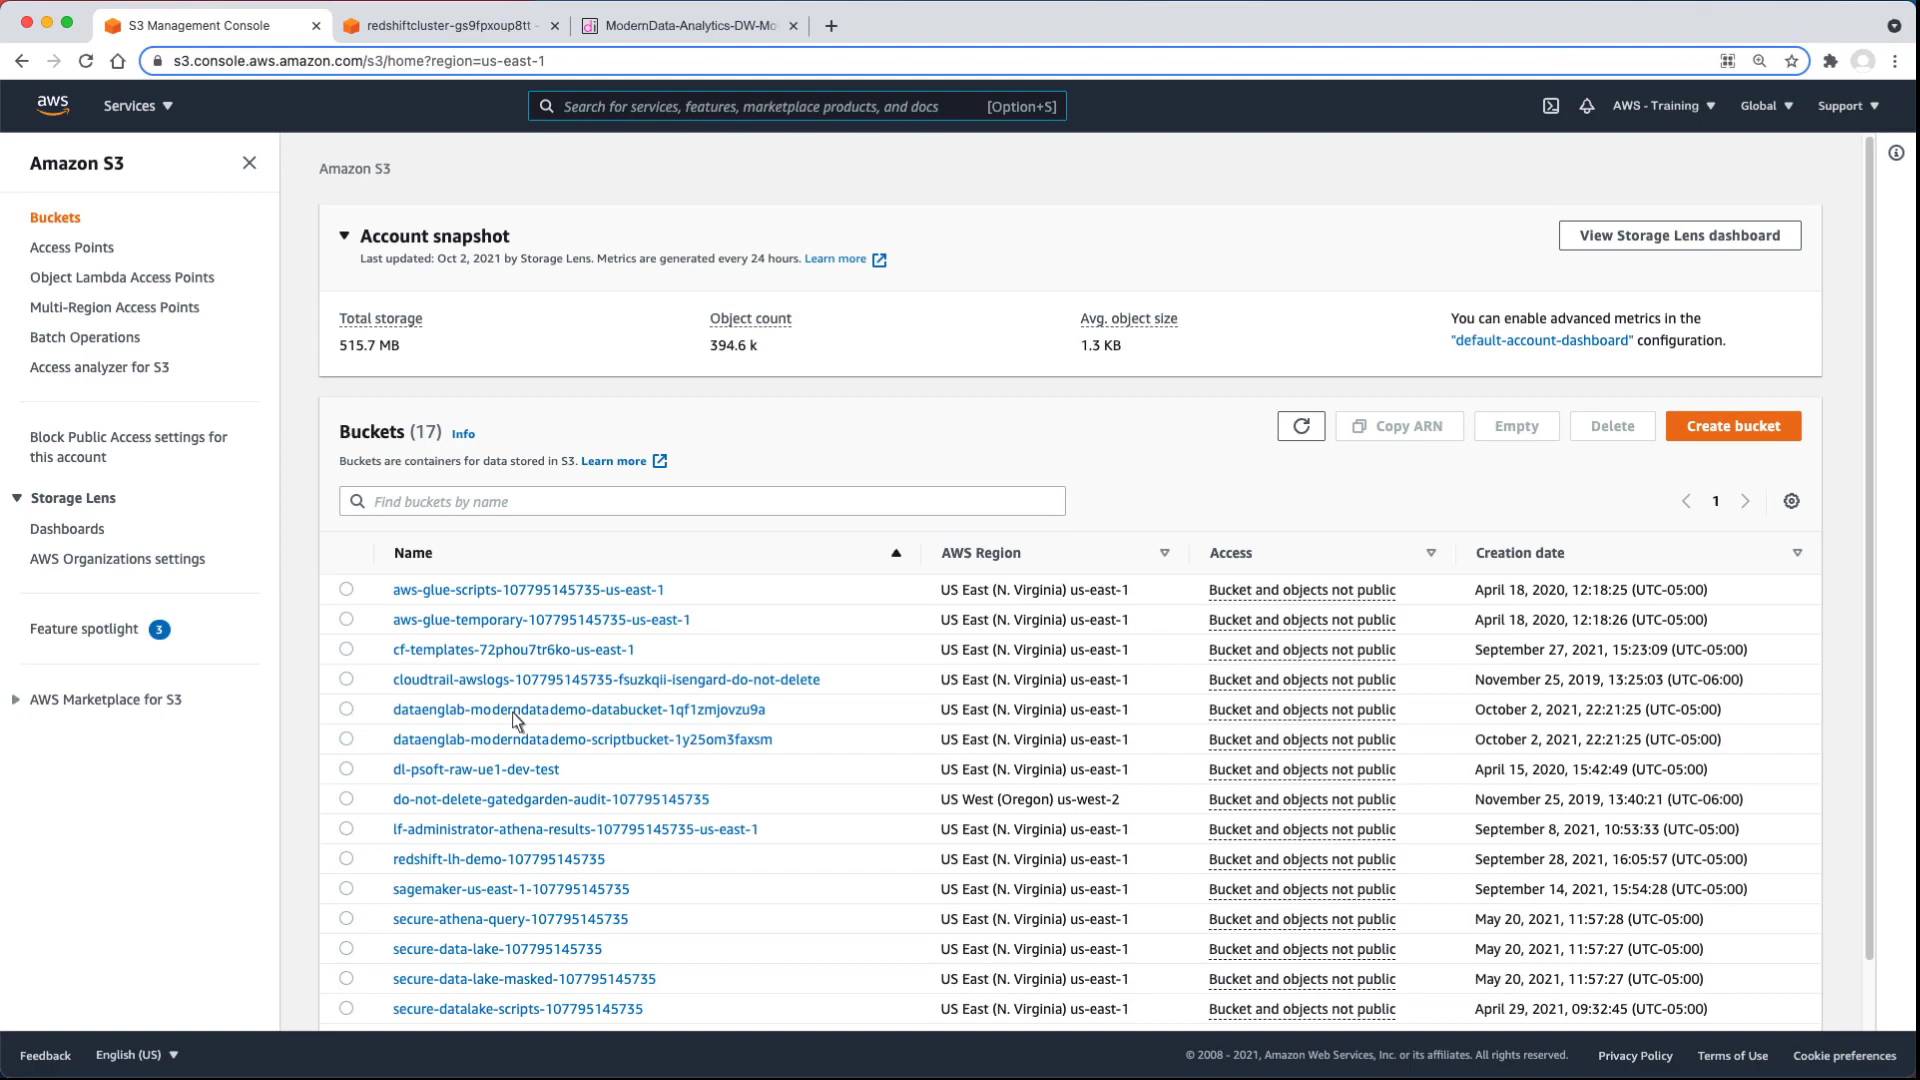 S3 Management Console
redshiftcluster-gs9fpxoup8tt -
ModernData-Analytics-DW-Mo
s3.console.aws.amazon.com/s3/home?region=us-east-1
aws
Services
Search for services, features, marketplace products, and docs [Option+S]
AWS - Training
Global
Support
Amazon S3
Buckets
Access Points
Object Lambda Access Points
Multi-Region Access Points
Batch Operations
Access analyzer for S3
Block Public Access settings for
this account
Storage Lens
Dashboards
AWS Organizations settings
Feature spotlight 3
AWS Marketplace for S3
Amazon S3
Account snapshot
Last updated: Oct 2, 2021 by Storage Lens. Metrics are generated every 24 hours. Learn more
View Storage Lens dashboard
Total storage
515.7 MB
Object count
394.6 k
Avg. object size
1.3 KB
You can enable advanced metrics in the
"default-account-dashboard" configuration.
Buckets (17) Info
Buckets are containers for data stored in S3. Learn more
Copy ARN
Empty
Delete
Create bucket
Find buckets by name
1
Name AWS Region Access Creation date
aws-glue-scripts-107795145735-us-east-1 US East (N. Virginia) us-east-1 Bucket and objects not public April 18, 2020, 12:18:25 (UTC-05:00)
aws-glue-temporary-107795145735-us-east-1 US East (N. Virginia) us-east-1 Bucket and objects not public April 18, 2020, 12:18:26 (UTC-05:00)
cf-templates-72phou7tr6ko-us-east-1 US East (N. Virginia) us-east-1 Bucket and objects not public September 27, 2021, 15:23:09 (UTC-05:00)
cloudtrail-awslogs-107795145735-fsuzkqii-isengard-do-not-delete US East (N. Virginia) us-east-1 Bucket and objects not public November 25, 2019, 13:25:03 (UTC-06:00)
dataenglab-moderndatademo-databucket-1qf1zmjovzu9a US East (N. Virginia) us-east-1 Bucket and objects not public October 2, 2021, 22:21:25 (UTC-05:00)
dataenglab-moderndatademo-scriptbucket-1y25om3faxsm US East (N. Virginia) us-east-1 Bucket and objects not public October 2, 2021, 22:21:25 (UTC-05:00)
dl-psoft-raw-ue1-dev-test US East (N. Virginia) us-east-1 Bucket and objects not public April 15, 2020, 15:42:49 (UTC-05:00)
do-not-delete-gatedgarden-audit-107795145735 US West (Oregon) us-west-2 Bucket and objects not public November 25, 2019, 13:40:21 (UTC-06:00)
lf-administrator-athena-results-107795145735-us-east-1 US East (N. Virginia) us-east-1 Bucket and objects not public September 8, 2021, 10:53:33 (UTC-05:00)
redshift-lh-demo-107795145735 US East (N. Virginia) us-east-1 Bucket and objects not public September 28, 2021, 16:05:57 (UTC-05:00)
sagemaker-us-east-1-107795145735 US East (N. Virginia) us-east-1 Bucket and objects not public September 14, 2021, 15:54:28 (UTC-05:00)
secure-athena-query-107795145735 US East (N. Virginia) us-east-1 Bucket and objects not public May 20, 2021, 11:57:28 (UTC-05:00)
secure-data-lake-107795145735 US East (N. Virginia) us-east-1 Bucket and objects not public May 20, 2021, 11:57:27 (UTC-05:00)
secure-data-lake-masked-107795145735 US East (N. Virginia) us-east-1 Bucket and objects not public May 20, 2021, 11:57:27 (UTC-05:00)
secure-datalake-scripts-107795145735 US East (N. Virginia) us-east-1 Bucket and objects not public April 29, 2021, 09:32:45 (UTC-05:00)
Feedback
English (US)
© 2008 - 2021, Amazon Web Services, Inc. or its affiliates. All rights reserved.
Privacy Policy
Terms of Use
Cookie preferences